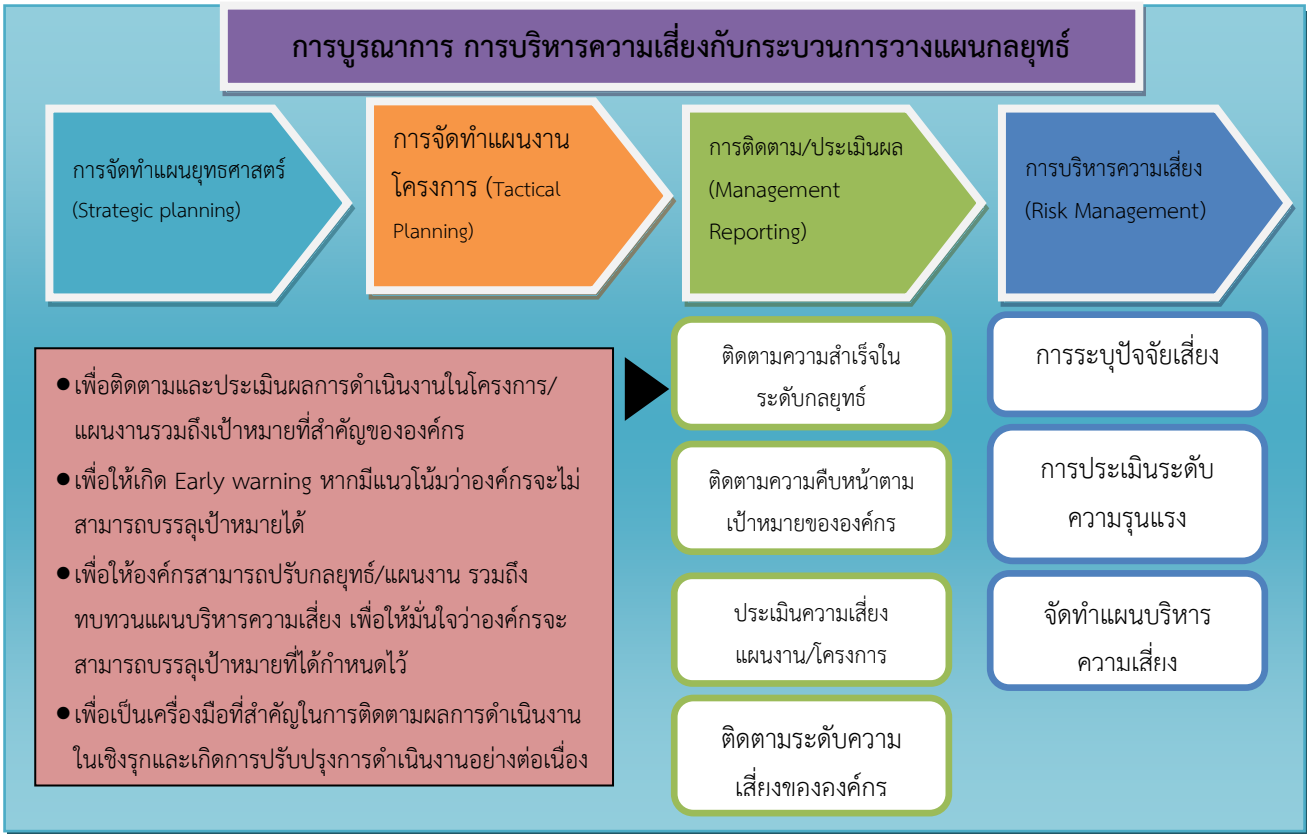 การบูรณาการ การบริหารความเสี่ยงกับกระบวนการวางแผนกลยุทธ์
การจัดทำแผนยุทธศาสตร์
(Strategic planning)
การจัดทำแผนงาน
โครงการ (Tactical
Planning)
การติดตาม/ประเมินผล
(Management
Reporting)
การบริหารความเสี่ยง
(Risk Management)
●เพื่อติดตามและประเมินผลการดำเนินงานในโครงการ/
แผนงานรวมถึงเป้าหมายที่สำคัญขององค์กร
●เพื่อให้เกิด Early warning หากมีแนวโน้มว่าองค์กรจะไม่
สามารถบรรลุเป้าหมายได้
●เพื่อให้องค์กรสามารถปรับกลยุทธ์/แผนงาน รวมถึง
ทบทวนแผนบริหารความเสี่ยง เพื่อให้มั่นใจว่าองค์กรจะ
สามารถบรรลุเป้าหมายที่ได้กำหนดไว้
●เพื่อเป็นเครื่องมือที่สำคัญในการติดตามผลการดำเนินงาน
ในเชิงรุกและเกิดการปรับปรุงการดำเนินงานอย่างต่อเนื่อง
ติดตามความสำเร็จใน
ระดับกลยุทธ์
ติดตามความคืบหน้าตาม
เป้าหมายขององค์กร
ประเมินความเสี่ยง
แผนงาน/โครงการ
ติดตามระดับความ
เสี่ยงขององค์กร
การระบุปัจจัยเสี่ยง
การประเมินระดับ
ความรุนแรง
จัดทำแผนบริหาร
ความเสี่ยง